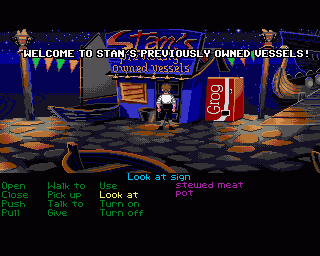 WELCOME TO STAN'S PREVIOUSLY OWNED VESSELS!
Stan's
Previously
Owned Vessels
Grog
Look at sign
Open Walk to Use stewed meat
Close Pick up Look at pot
Push Talk to Turn on
Pull Give Turn off